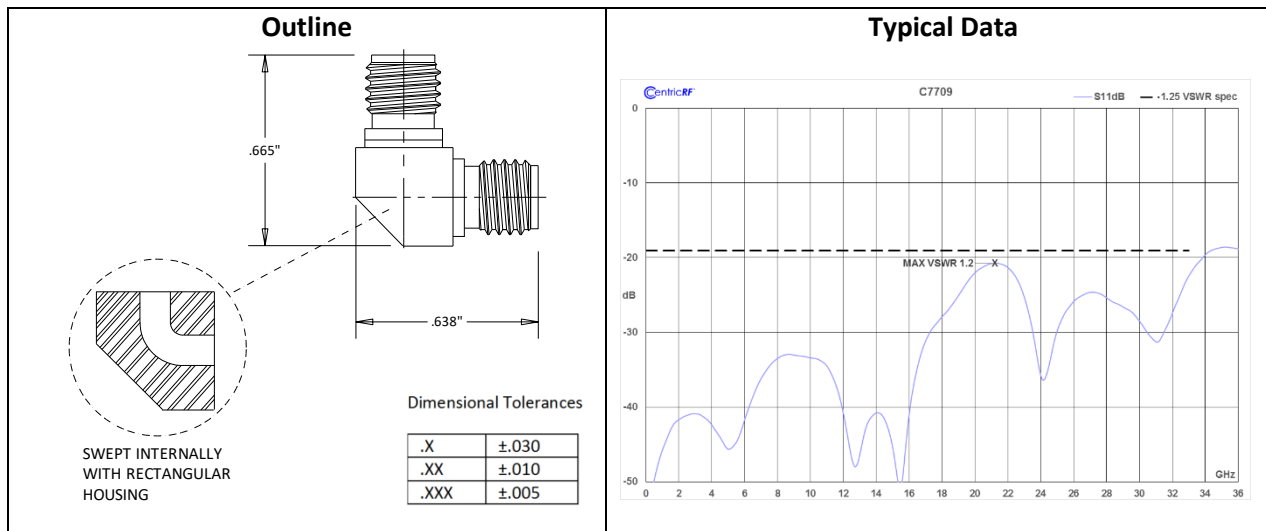 Outline
.665"
.638"
SWEPT INTERNALLY
WITH RECTANGULAR
HOUSING
Dimensional Tolerances
.X ±.030
.XX ±.010
.XXX ±.005
Typical Data
CentricRF
C7709
S11dB
-1.25 VSWR spec
0
-10
-20
MAX VSWR 1.2 X
dB
-30
-40
-50
GHz
0 2 4 6 8 10 12 14 16 18 20 22 24 26 28 30 32 34 36